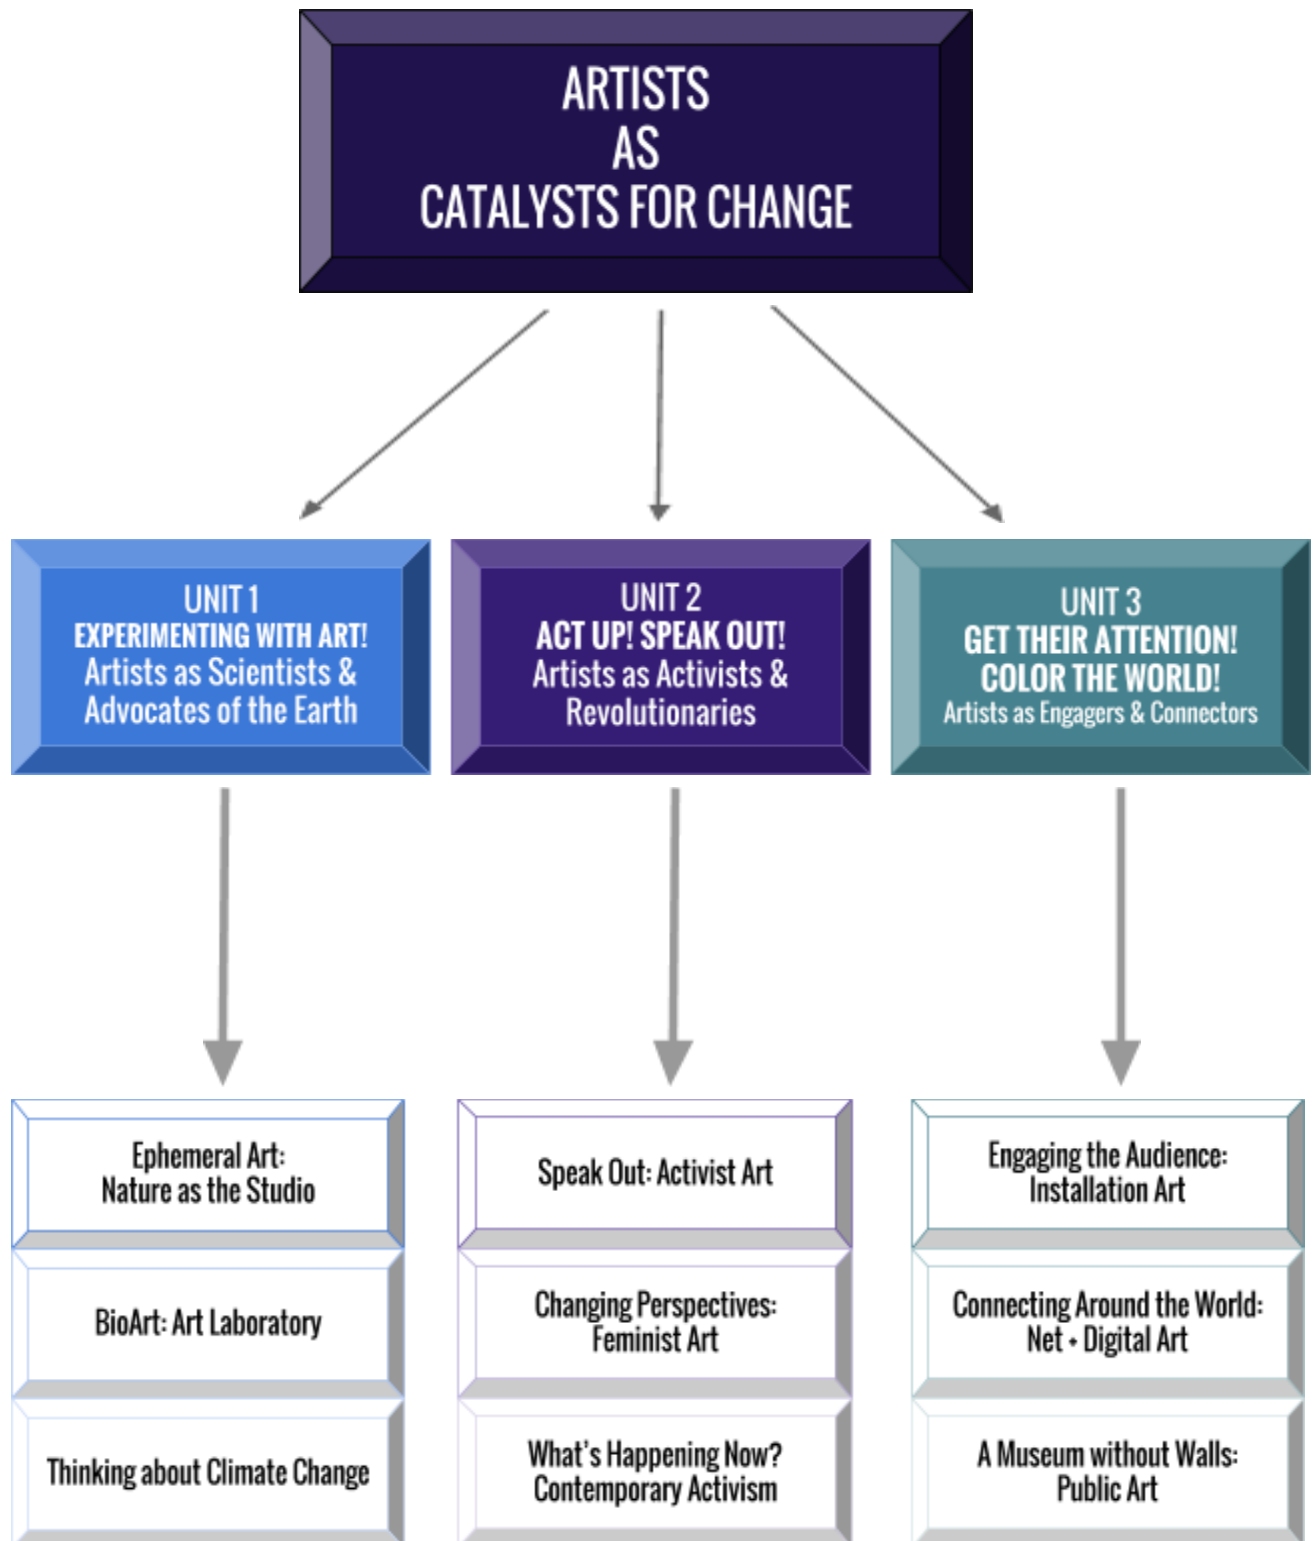 ARTISTS
AS
CATALYSTS FOR CHANGE
UNIT 1
EXPERIMENTING WITH ART!
Artists as Scientists &
Advocates of the Earth
UNIT 2
ACT UP! SPEAK OUT!
Artists as Activists &
Revolutionaries
UNIT 3
GET THEIR ATTENTION!
COLOR THE WORLD!
Artists as Engagers & Connectors
Ephemeral Art:
Nature as the Studio
BioArt: Art Laboratory
Thinking about Climate Change
Speak Out: Activist Art
Changing Perspectives:
Feminist Art
What's Happening Now?
Contemporary Activism
Engaging the Audience:
Installation Art
Connecting Around the World:
Net + Digital Art
A Museum without Walls:
Public Art